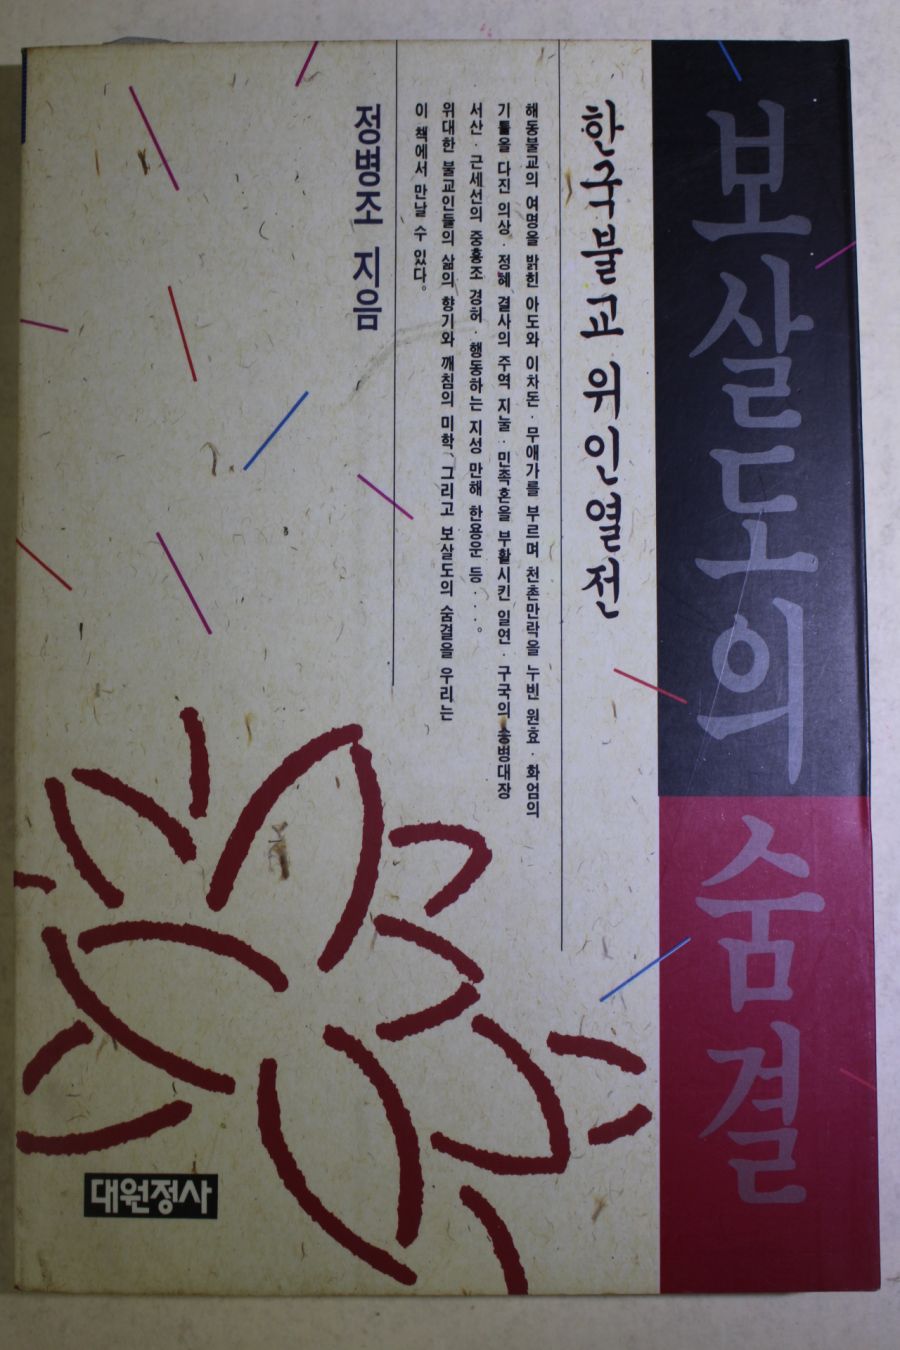 보살도의 숨결
한국불교 위인열전
해동불교의 여명을 밝힌 아도와 이차돈·무애가를 부르며 천촌만락을 누빈 원효·화엄의
기틀을 다진 의상·정혜 결사의 주역 지눌·민족혼을 부활시킨 일연·구국의 승병대장
서산·근세선의 중흥조 경허·행동하는 지성 만해 한용운 등····。
위대한 불교인들의 삶의 향기와 깨침의 미학, 그리고 보살도의 숨결을 우리는
이 책에서 만날 수 있다。
정병조 지음
대원정사